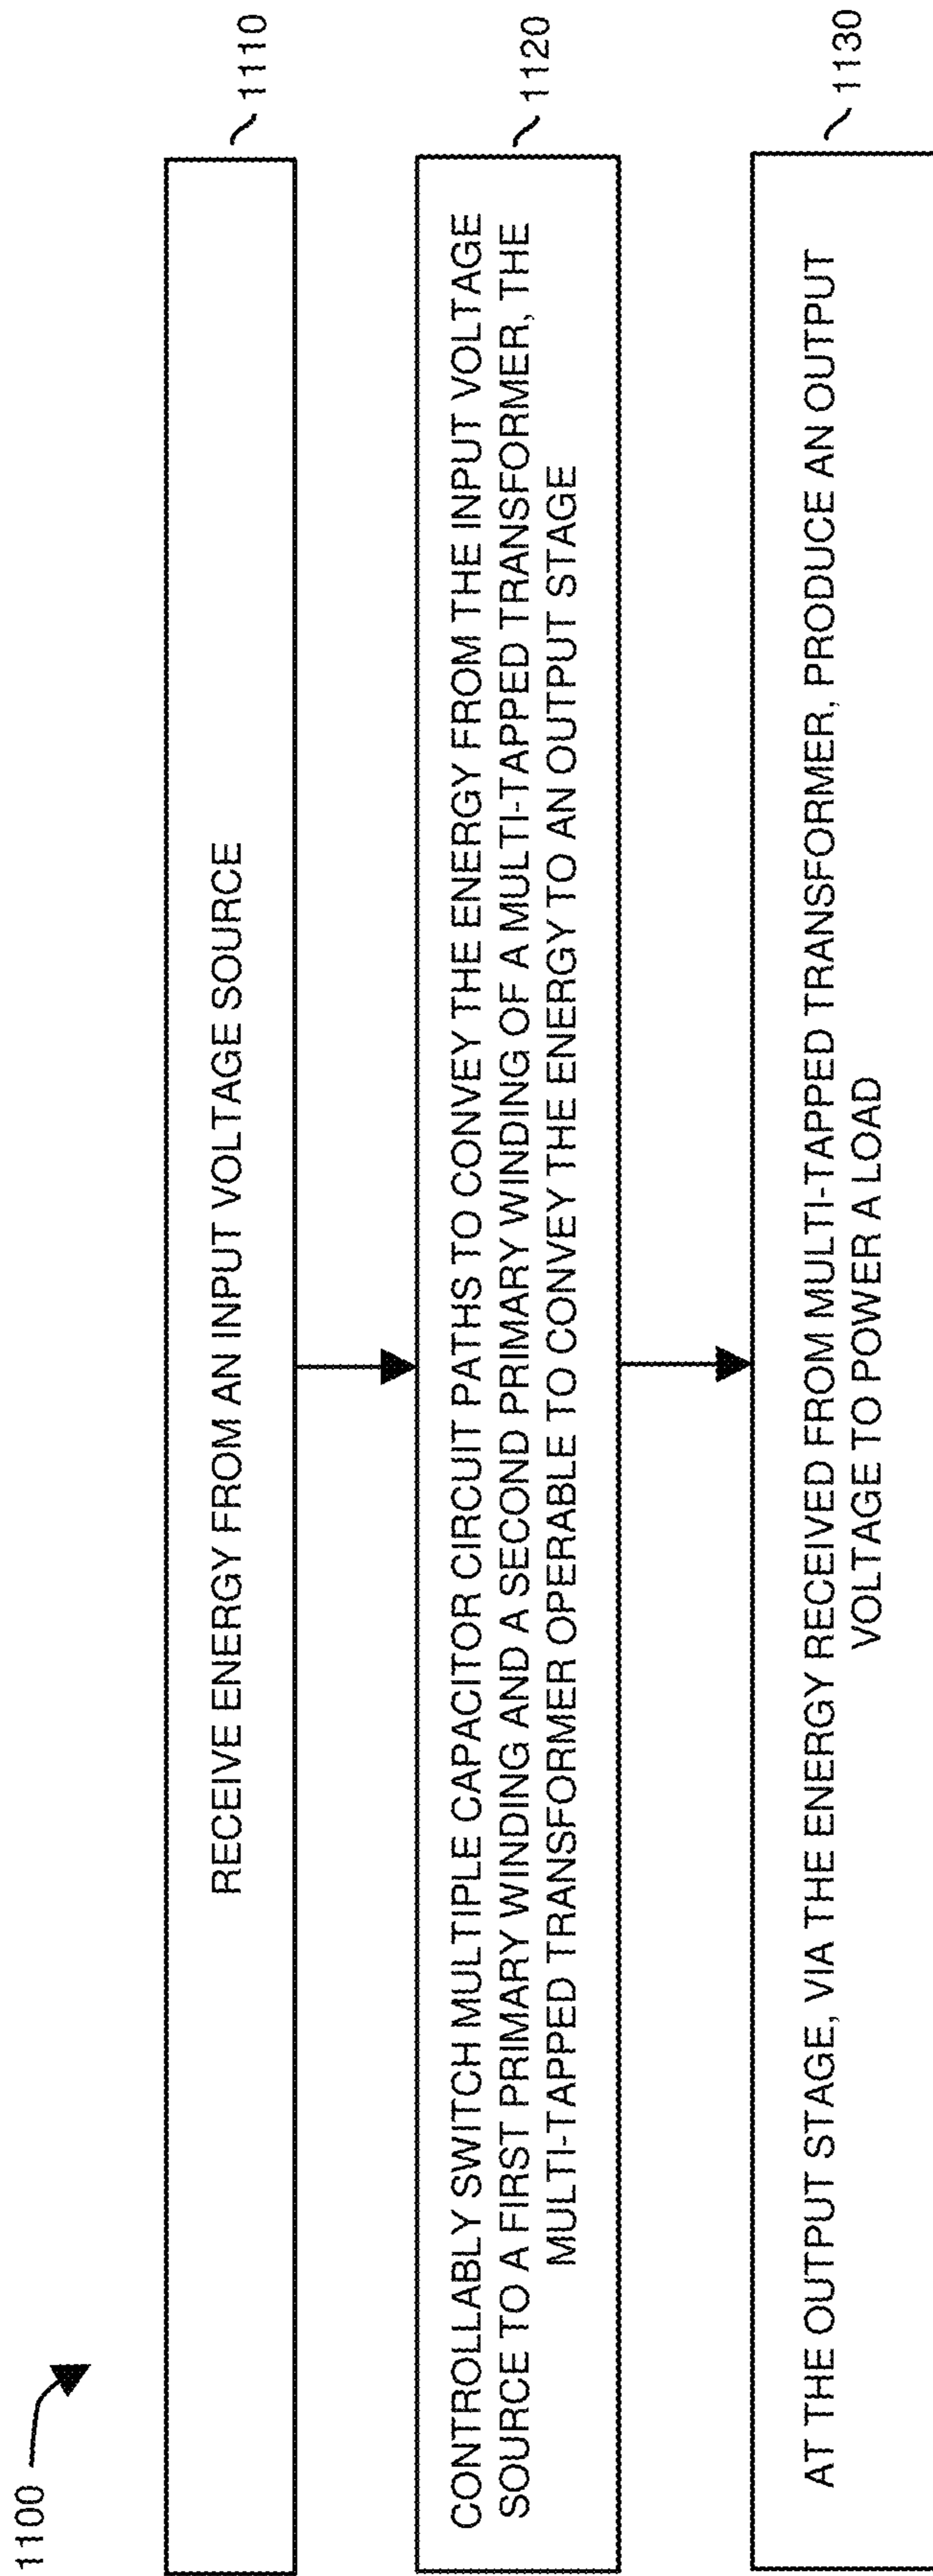 1100
RECEIVE ENERGY FROM AN INPUT VOLTAGE SOURCE
1110
CONTROLLABLY SWITCH MULTIPLE CAPACITOR CIRCUIT PATHS TO CONVEY THE ENERGY FROM THE INPUT VOLTAGE
SOURCE TO A FIRST PRIMARY WINDING AND A SECOND PRIMARY WINDING OF A MULTI-TAPPED TRANSFORMER, THE
MULTI-TAPPED TRANSFORMER OPERABLE TO CONVEY THE ENERGY TO AN OUTPUT STAGE
1120
AT THE OUTPUT STAGE, VIA THE ENERGY RECEIVED FROM MULTI-TAPPED TRANSFORMER, PRODUCE AN OUTPUT
VOLTAGE TO POWER A LOAD
1130